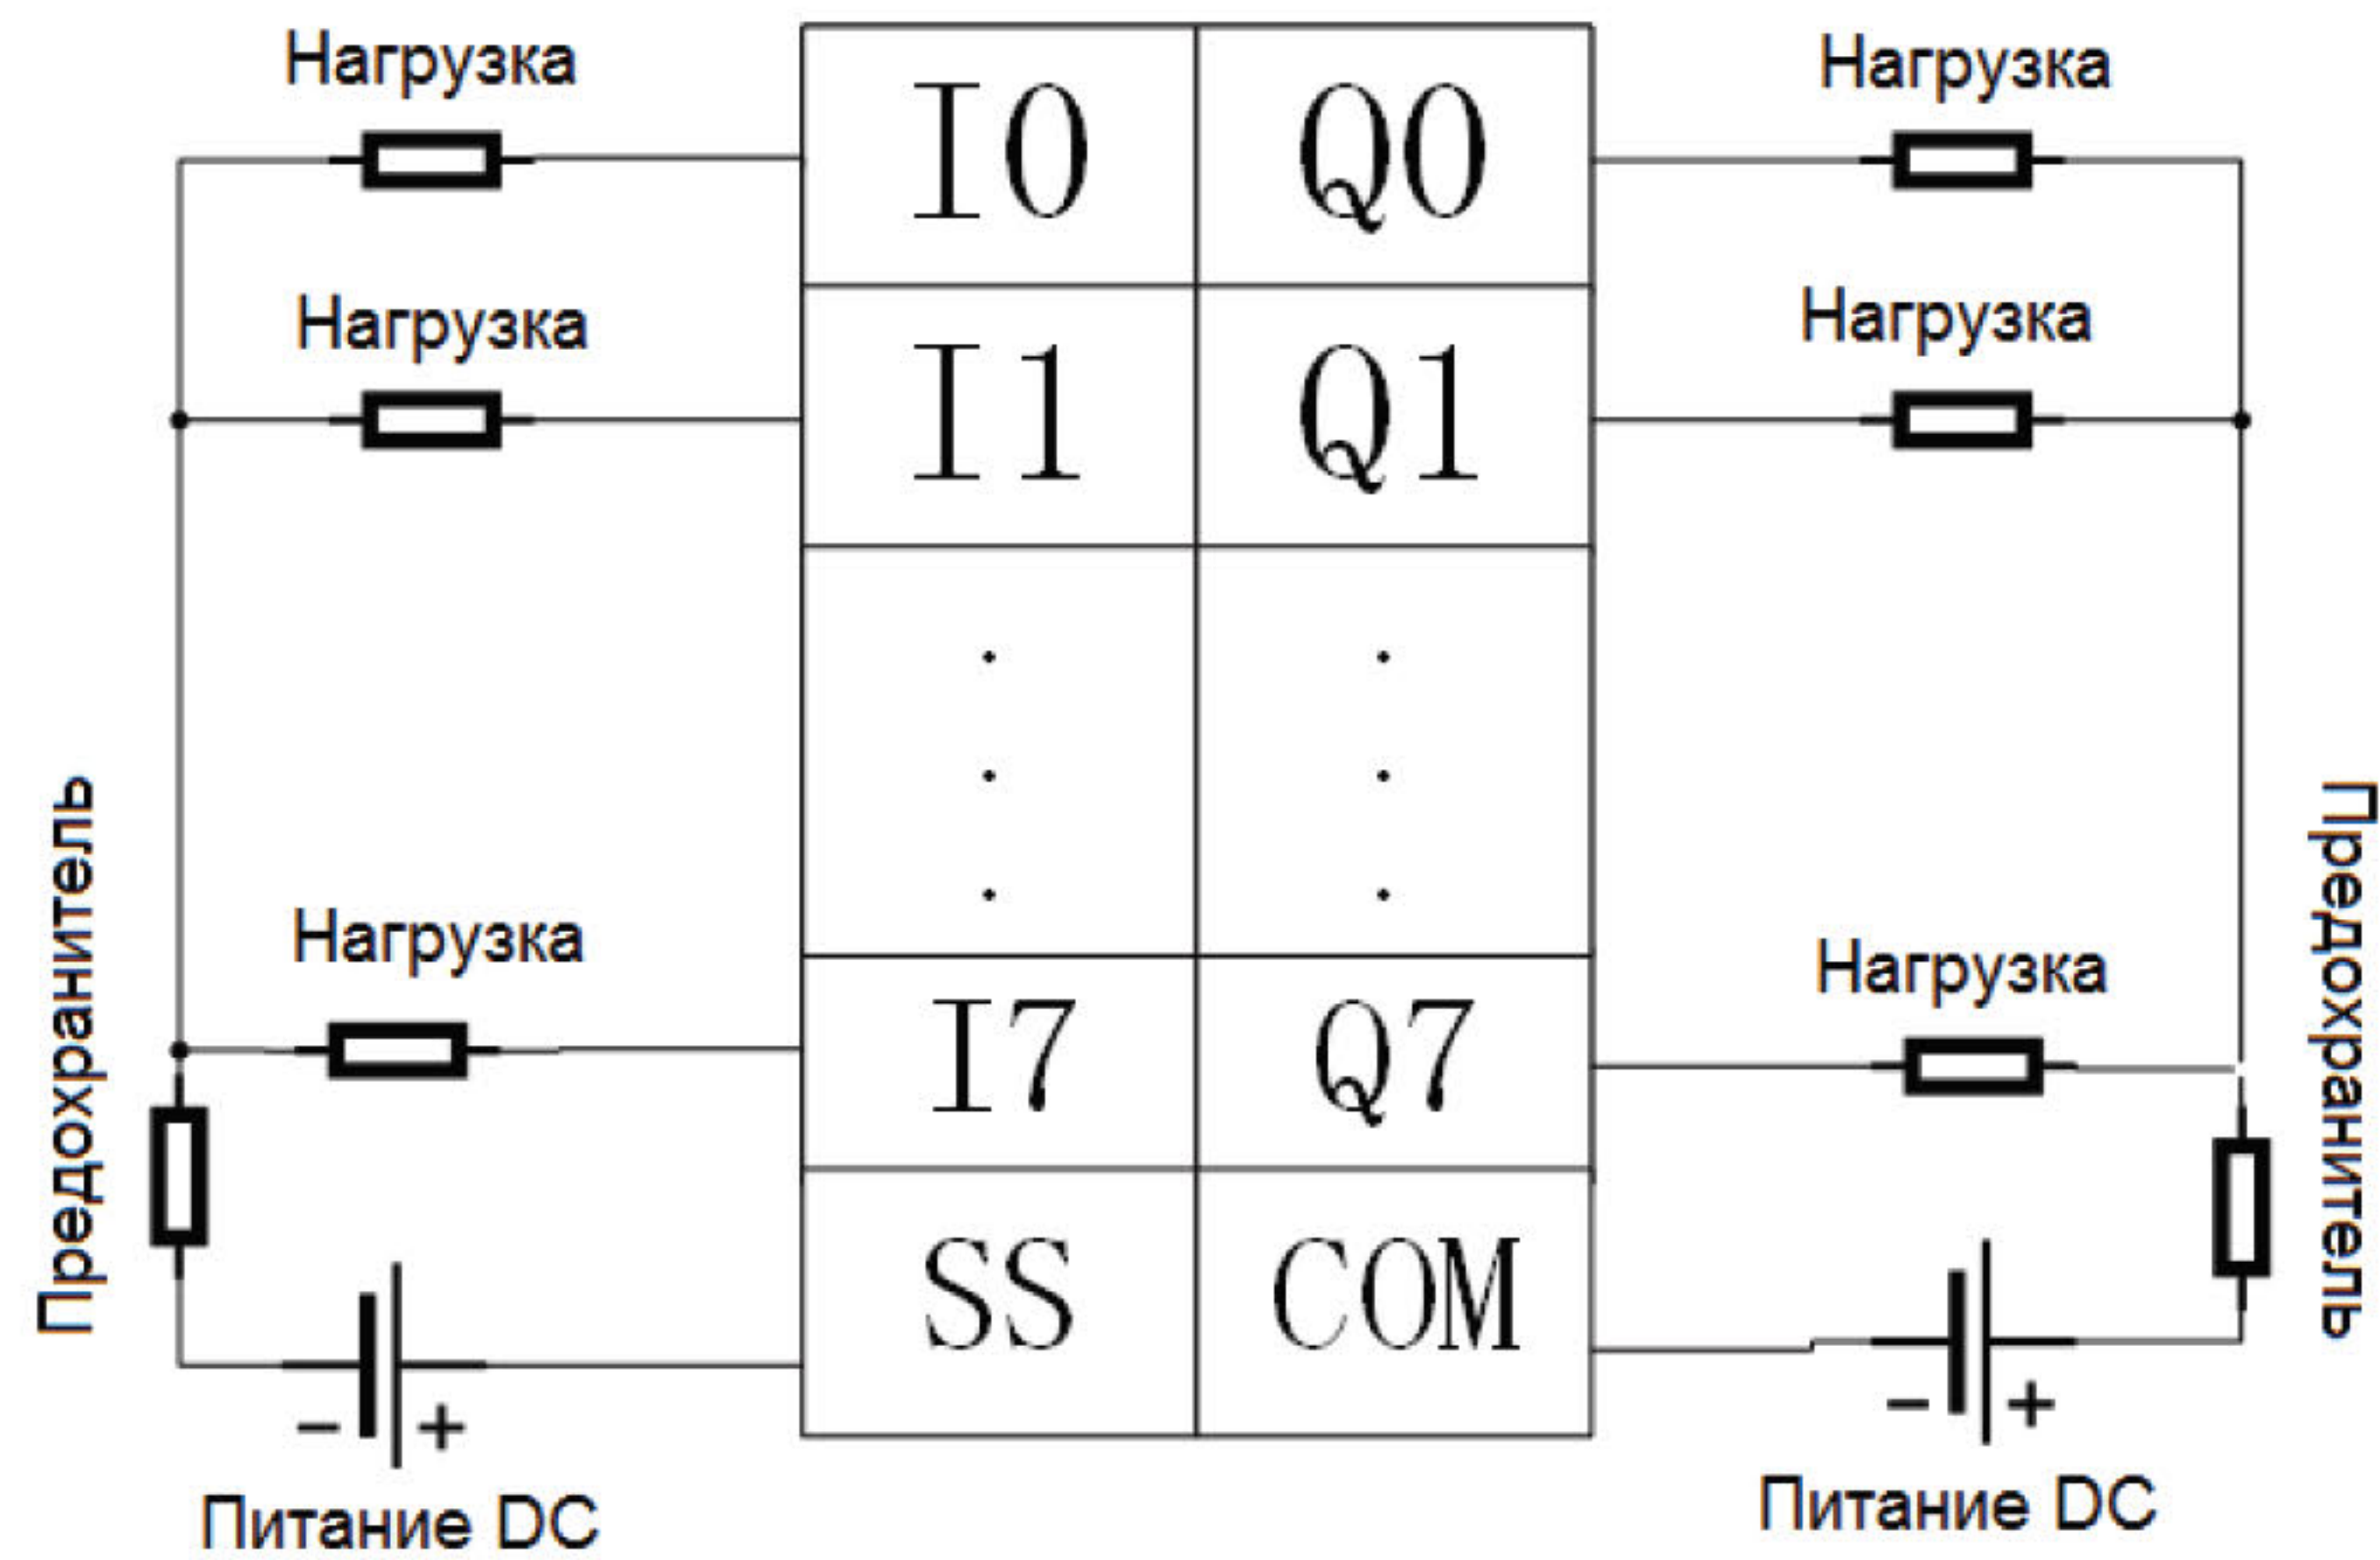 Нагрузка
I0 Q0
Нагрузка
Нагрузка
I1 Q1
Нагрузка
Предохранитель
Нагрузка
I7 Q7
Нагрузка
Предохранитель
SS COM
− +
Питание DC
− +
Питание DC